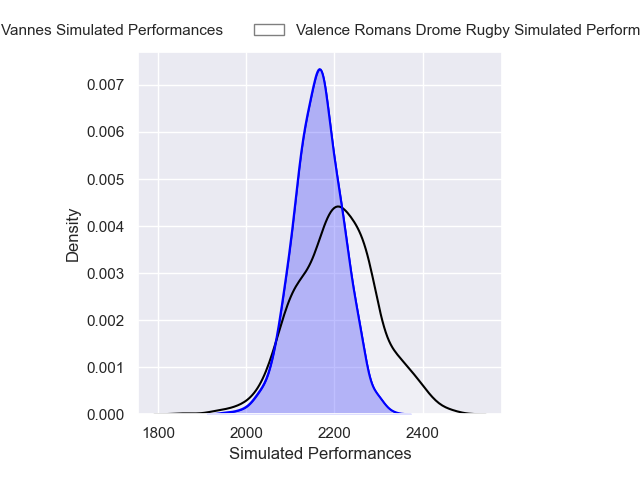 Vannes Simulated Performances
Valence Romans Drome Rugby Simulated Perform
0.007
0.006
0.005
0.004
0.003
0.002
0.001
0.000
Density
1800 2000 2200 2400
Simulated Performances